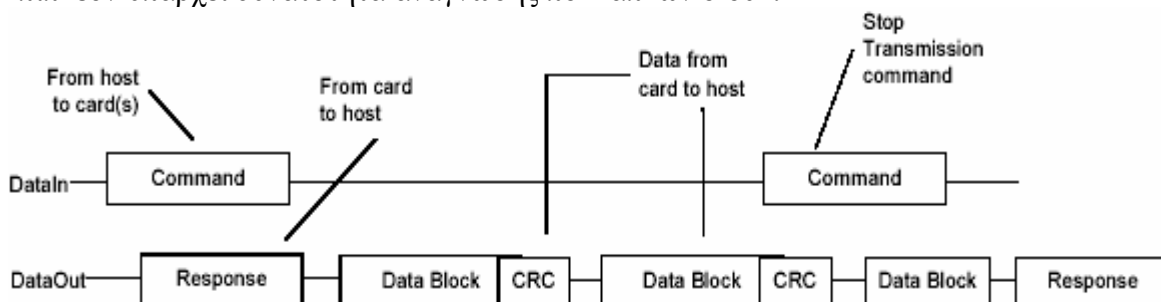 Stop
Transmission
command
From host
to card(s)
From card
to host
Data from
card to host
DataIn Command Command
DataOut Response Data Block CRC Data Block CRC Data Block Response